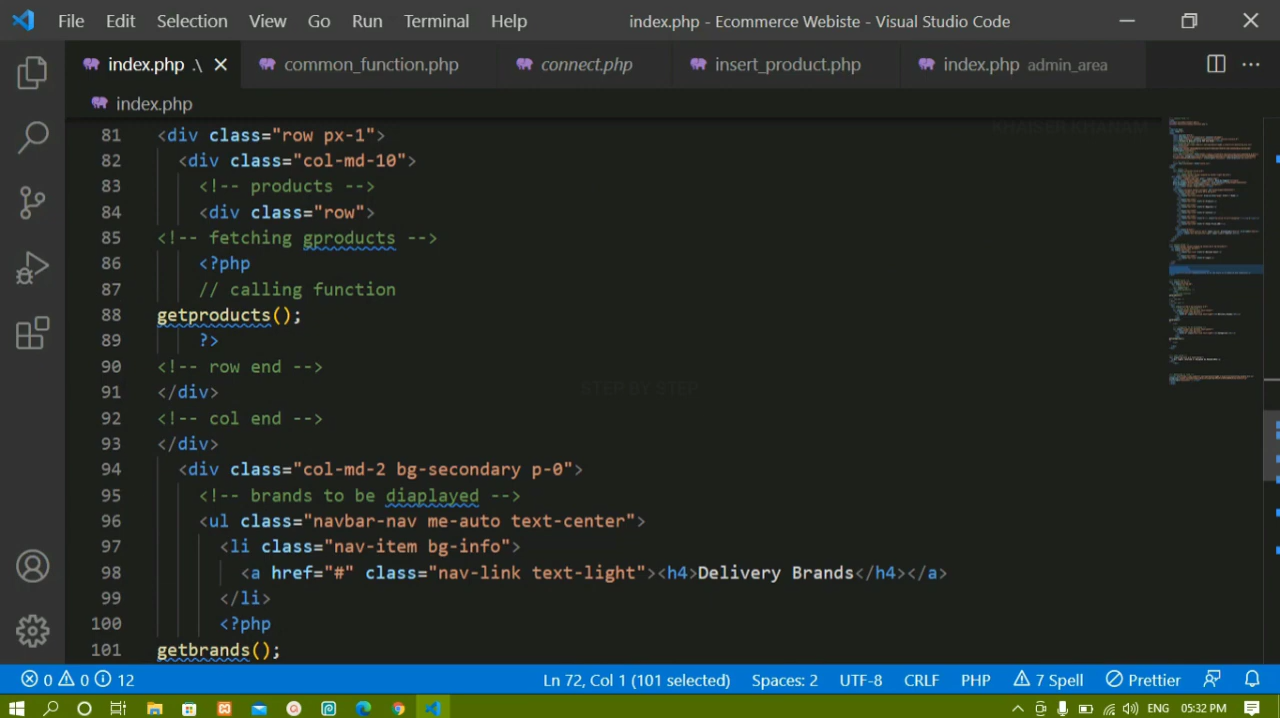 File Edit Selection View Go Run Terminal Help index.php - Ecommerce Webiste - Visual Studio Code
index.php .\ common_function.php connect.php insert_product.php index.php admin_area
index.php
KHAISER KHANAM
81 <div class="row px-1">
82 <div class="col-md-10">
83 <!-- products -->
84 <div class="row">
85 <!-- fetching gproducts -->
86 <?php
87 // calling function
88 getproducts();
89 ?>
90 <!-- row end -->
91 </div>
STEP BY STEP
92 <!-- col end -->
93 </div>
94 <div class="col-md-2 bg-secondary p-0">
95 <!-- brands to be diaplayed -->
96 <ul class="navbar-nav me-auto text-center">
97 <li class="nav-item bg-info">
98 <a href="#" class="nav-link text-light"><h4>Delivery Brands</h4></a>
99 </li>
100 <?php
101 getbrands();
0 0 12 Ln 72, Col 1 (101 selected) Spaces: 2 UTF-8 CRLF PHP 7 Spell Prettier
ENG 05:32 PM